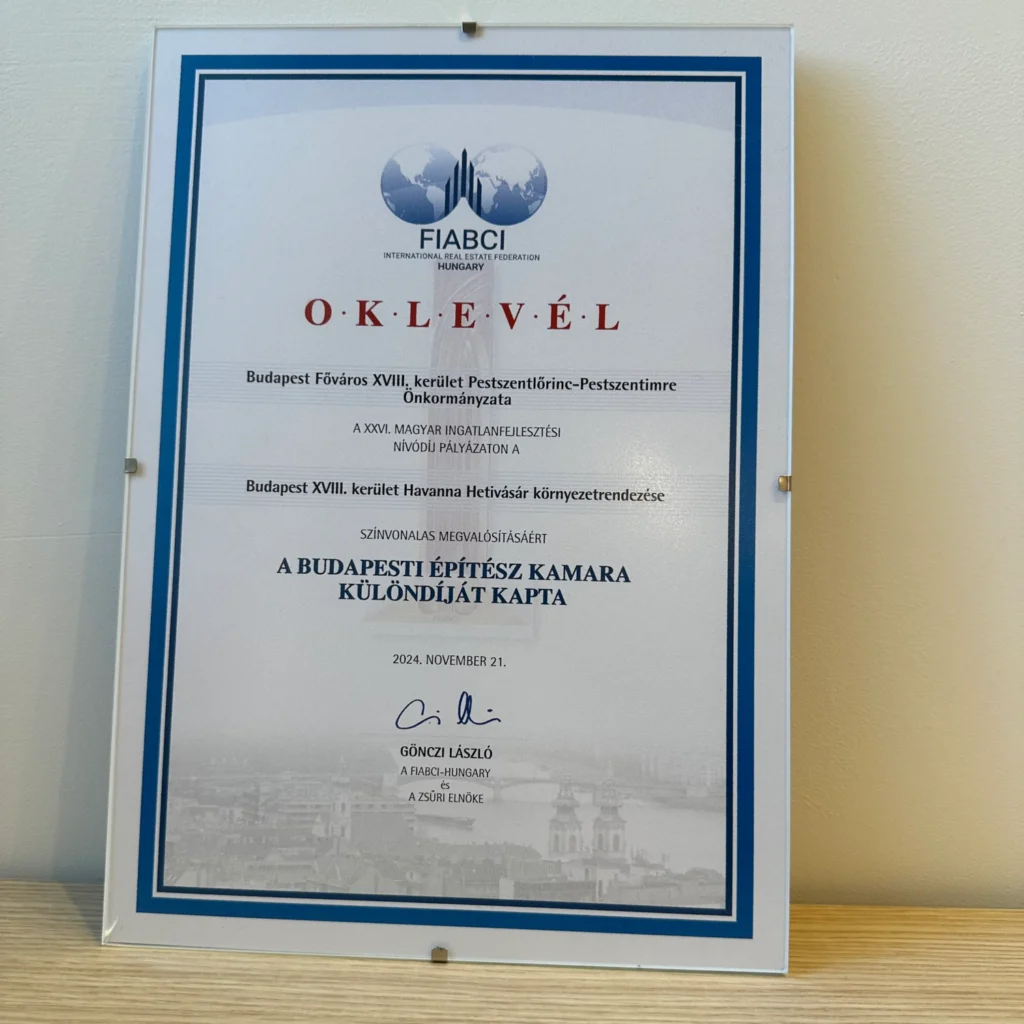 FIABCI
INTERNATIONAL REAL ESTATE FEDERATION
HUNGARY
O·K·L·E·V·É·L
Budapest Főváros XVIII. kerület Pestszentlőrinc-Pestszentimre
Önkormányzata
A XXVI. MAGYAR INGATLANFEJLESZTÉSI
NÍVÓDÍJ PÁLYÁZATON A
Budapest XVIII. kerület Havanna Hetivásár környezetrendezése
SZÍNVONALAS MEGVALÓSÍTÁSÁÉRT
A BUDAPESTI ÉPÍTÉSZ KAMARA
KÜLÖNDÍJÁT KAPTA
2024. NOVEMBER 21.
GÖNCZI LÁSZLÓ
A FIABCI-HUNGARY
és
A ZSŰRI ELNÖKE